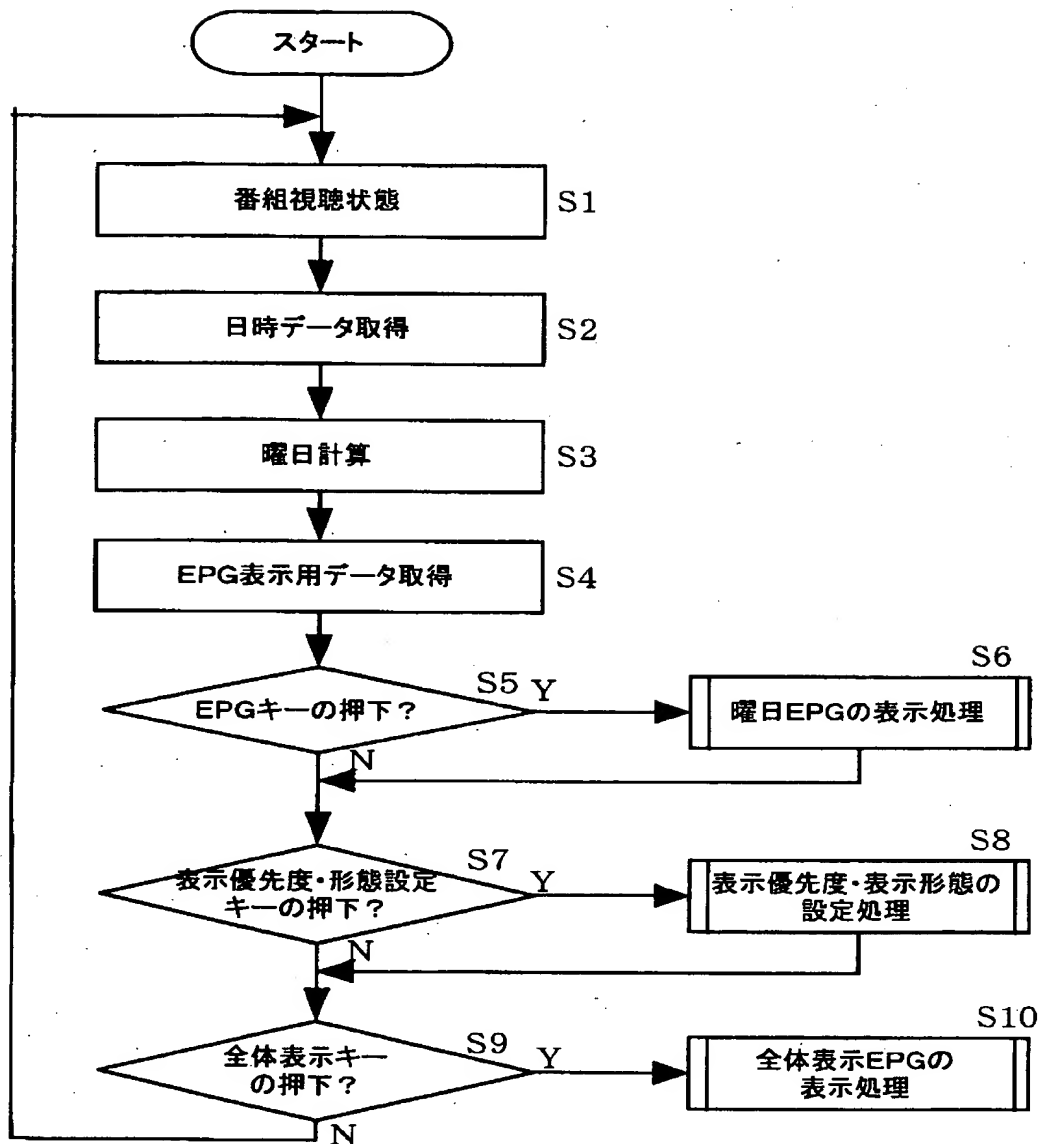 スタート
番組視聴状態
S1
日時データ取得
S2
曜日計算
S3
EPG表示用データ取得
S4
EPGキーの押下？
S5
Y
N
S6
曜日EPGの表示処理
表示優先度・形態設定
キーの押下？
S7
Y
N
S8
表示優先度・表示形態の
設定処理
全体表示キー
の押下？
S9
Y
N
S10
全体表示EPGの
表示処理